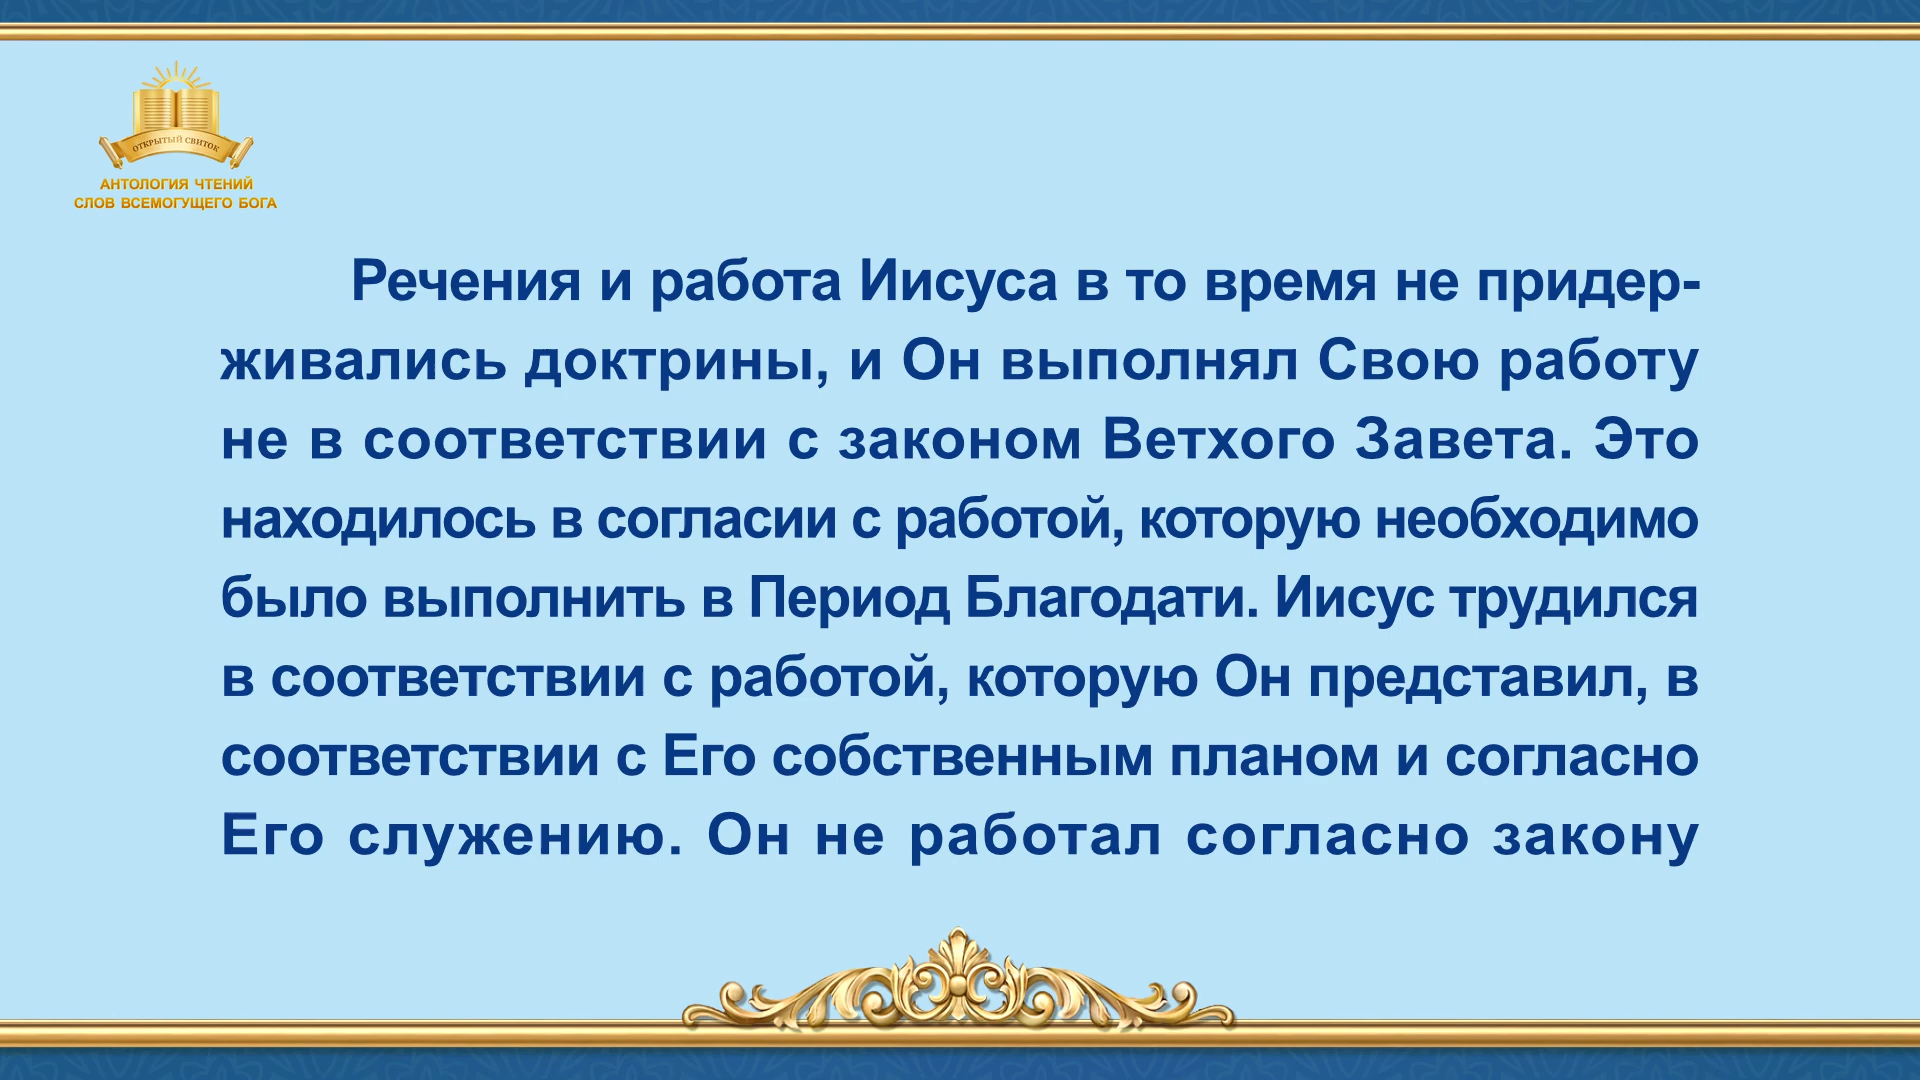 ОТКРЫТЫЙ СВИТОК
АНТОЛОГИЯ ЧТЕНИЙ
СЛОВ ВСЕМОГУЩЕГО БОГА
Речения и работа Иисуса в то время не придер-
живались доктрины, и Он выполнял Свою работу
не в соответствии с законом Ветхого Завета. Это
находилось в согласии с работой, которую необходимо
было выполнить в Период Благодати. Иисус трудился
в соответствии с работой, которую Он представил, в
соответствии с Его собственным планом и согласно
Его служению. Он не работал согласно закону